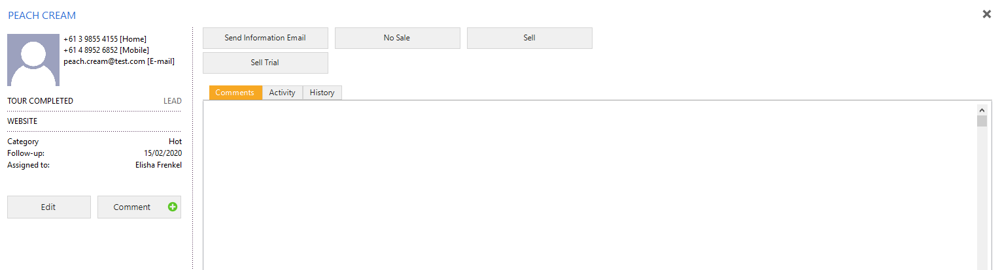 PEACH CREAM
+61 3 9855 4155 [Home]
+61 4 8952 6852 [Mobile]
peach.cream@test.com [E-mail]
TOUR COMPLETED LEAD
WEBSITE
Category Hot
Follow-up: 15/02/2020
Assigned to: Elisha Frenkel
Edit Comment
Send Information Email No Sale Sell
Sell Trial
Comments Activity History